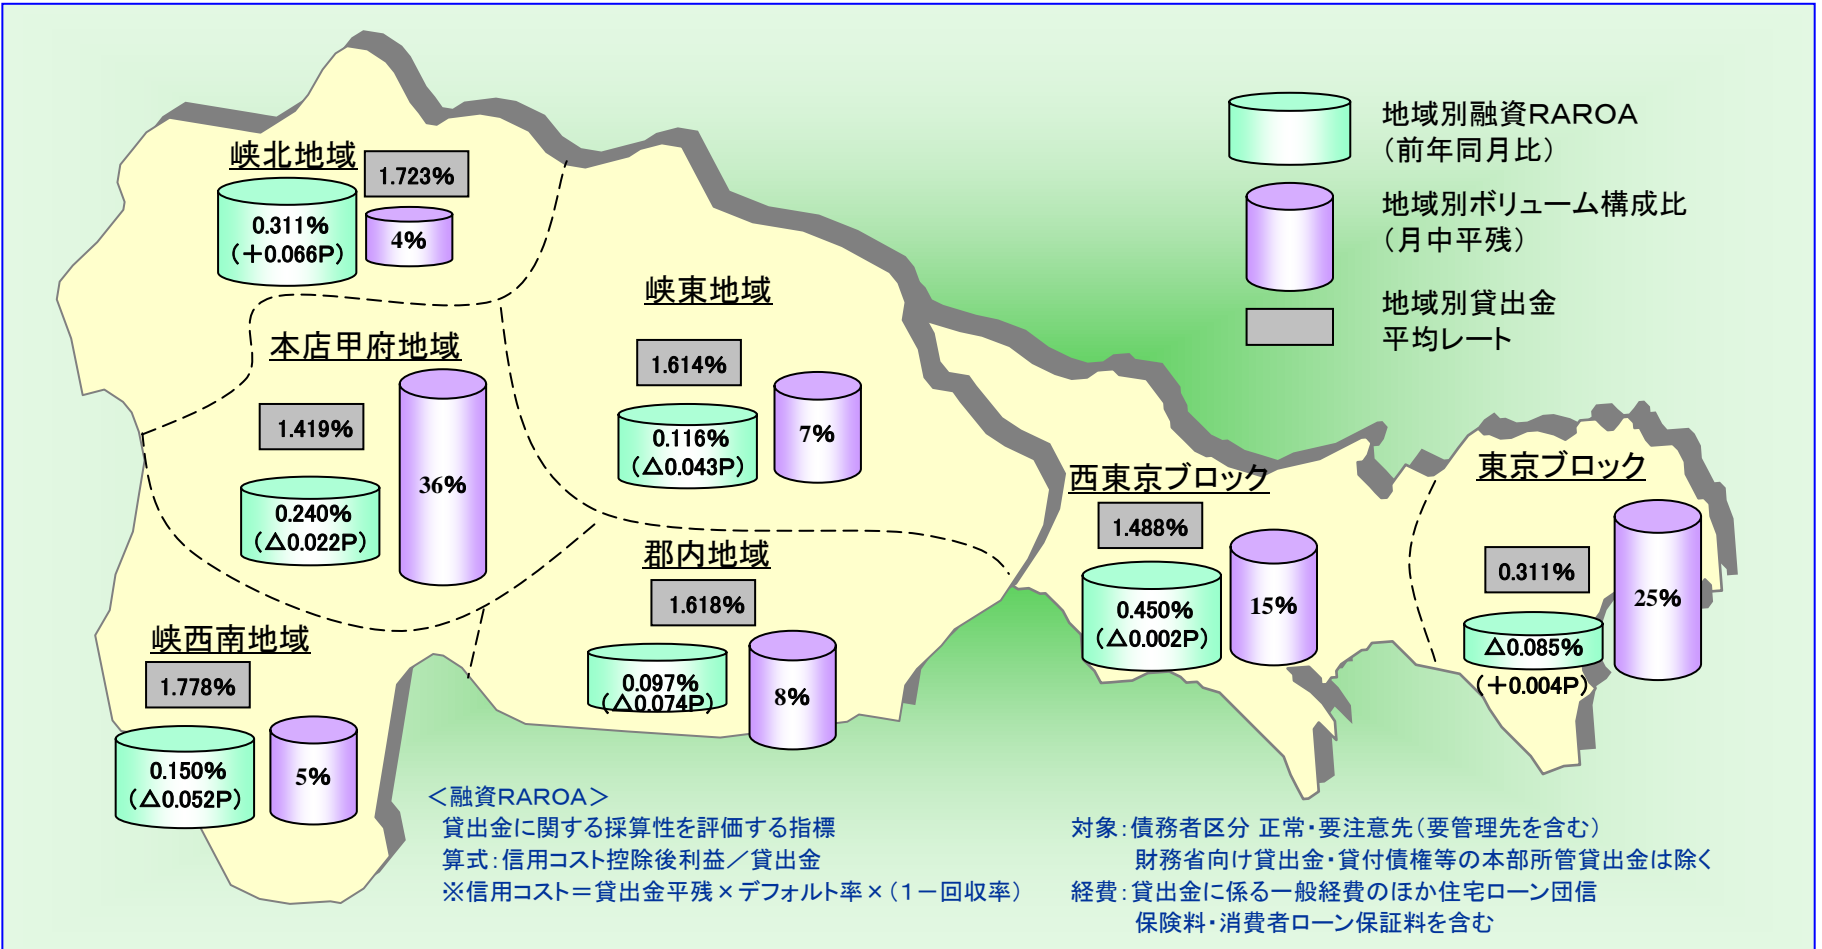 地域別融資RAROA
（前年同月比）
地域別ボリューム構成比
（月中平残）
地域別貸出金
平均レート
峡北地域
1.723%
0.311%
（＋0.066P）
4%
峡東地域
1.614%
0.116%
（△0.043P）
7%
本店甲府地域
1.419%
0.240%
（△0.022P）
36%
西東京ブロック
1.488%
0.450%
（△0.002P）
15%
東京ブロック
0.311%
△0.085%
（＋0.004P）
25%
郡内地域
1.618%
0.097%
（△0.074P）
8%
峡西南地域
1.778%
0.150%
（△0.052P）
5%
＜融資RAROA＞
貸出金に関する採算性を評価する指標
算式：信用コスト控除後利益／貸出金
※信用コスト＝貸出金平残×デフォルト率×（１－回収率）
対象：債務者区分 正常・要注意先（要管理先を含む）
財務省向け貸出金・貸付債権等の本部所管貸出金は除く
経費：貸出金に係る一般経費のほか住宅ローン団信
保険料・消費者ローン保証料を含む